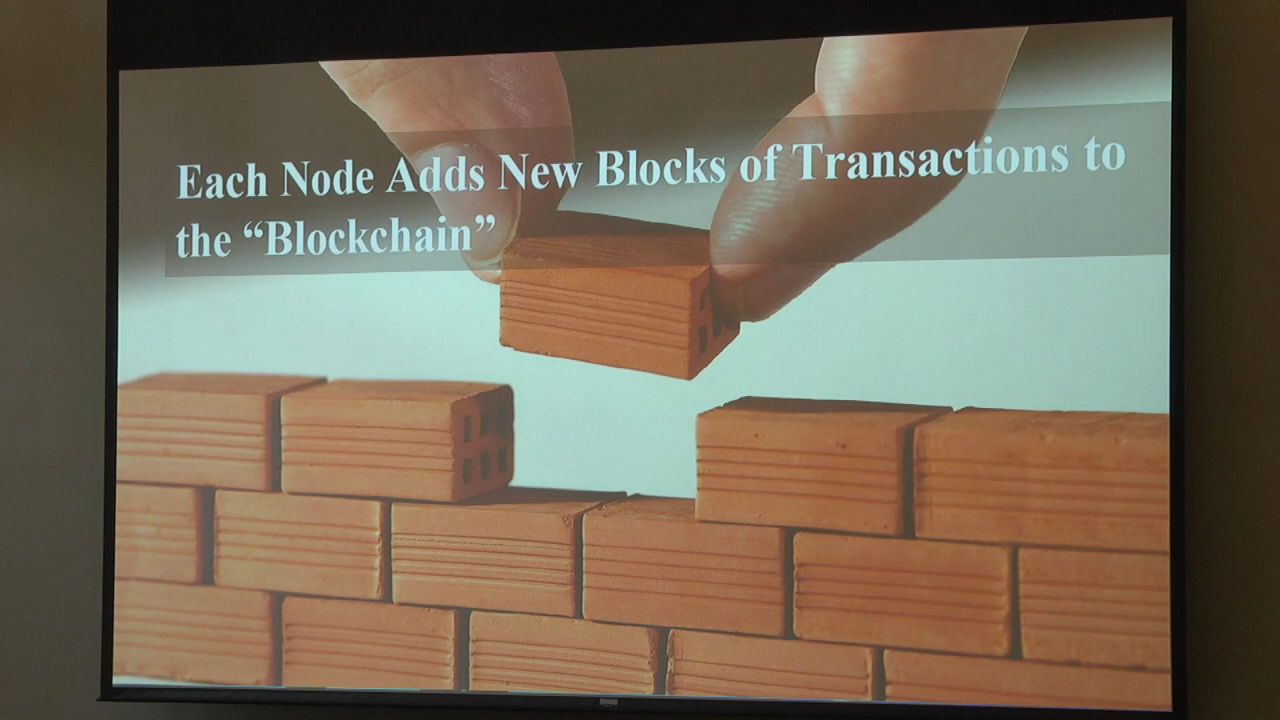 Each Node Adds New Blocks of Transactions to
the “Blockchain”